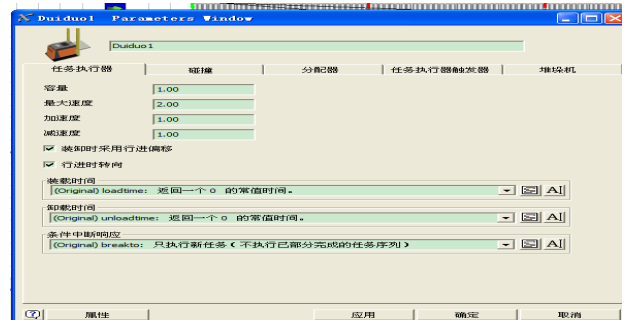 Duiduo1 Parameters Window
Duiduo1
任务执行器 碰撞 分配器 任务执行器触发器 堆垛机
容量 1.00
最大速度 2.00
加速度 1.00
减速度 1.00
装卸时采用行进偏移
行进时转向
装载时间
(Original) loadtime: 返回一个 0 的常值时间。
卸载时间
(Original) unloadtime: 返回一个 0 的常值时间。
条件中断响应
(Original) breakto: 只执行新任务(不执行已部分完成的任务序列)
属性 应用 确定 取消